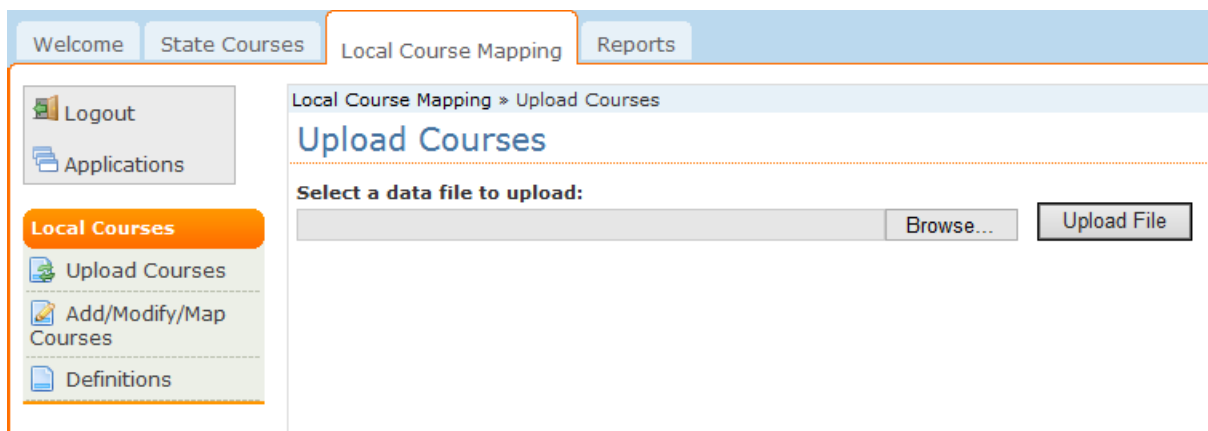 Welcome
State Courses
Local Course Mapping
Reports
Logout
Applications
Local Courses
Upload Courses
Add/Modify/Map
Courses
Definitions
Local Course Mapping » Upload Courses
Upload Courses
Select a data file to upload:
Browse...
Upload File